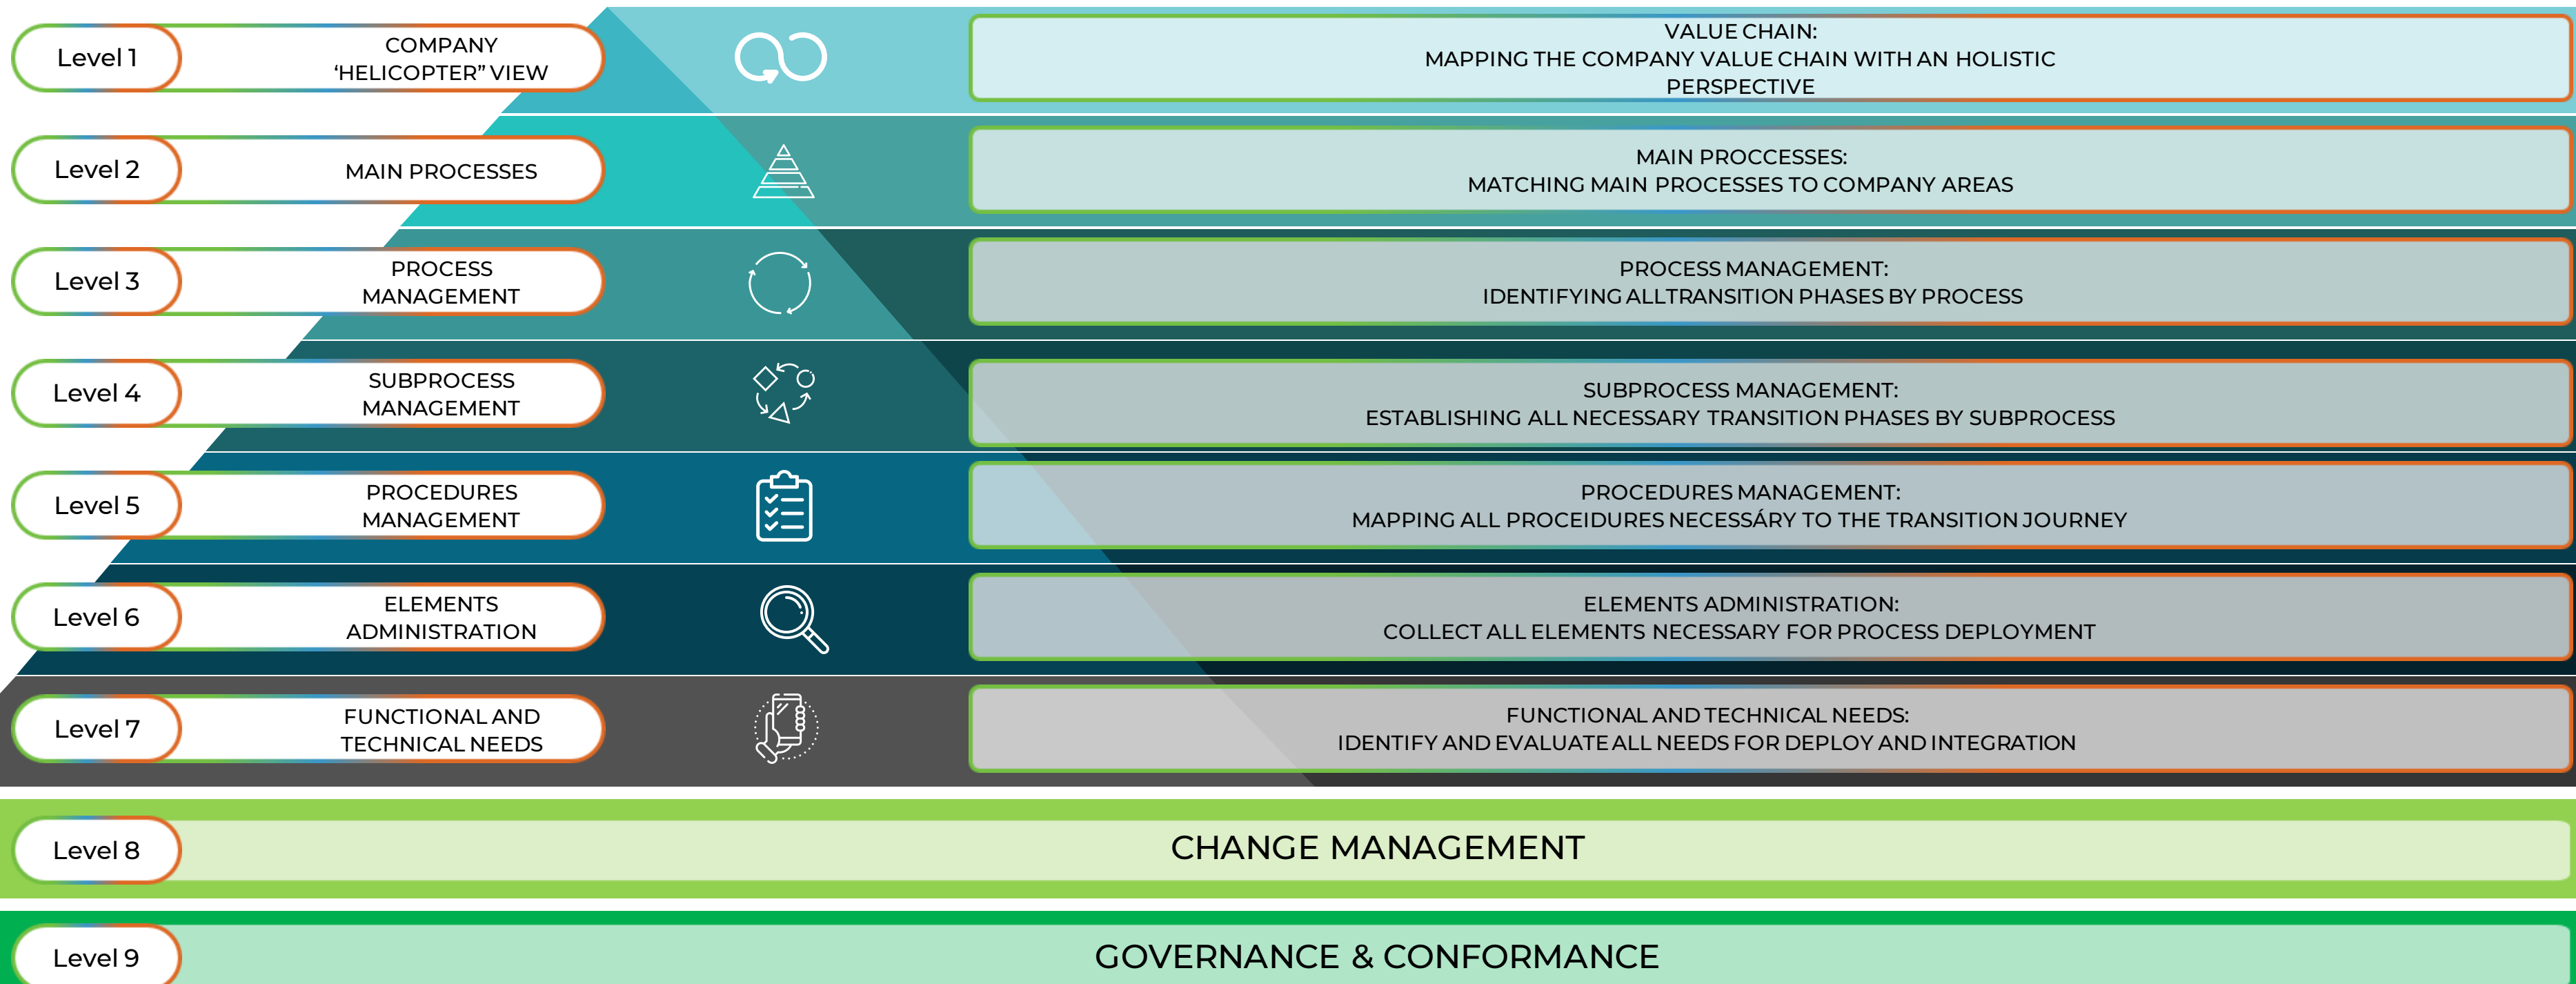 Level 1
COMPANY
‘HELICOPTER” VIEW
VALUE CHAIN:
MAPPING THE COMPANY VALUE CHAIN WITH AN HOLISTIC
PERSPECTIVE
Level 2
MAIN PROCESSES
MAIN PROCCESSES:
MATCHING MAIN PROCESSES TO COMPANY AREAS
Level 3
PROCESS
MANAGEMENT
PROCESS MANAGEMENT:
IDENTIFYING ALLTRANSITION PHASES BY PROCESS
Level 4
SUBPROCESS
MANAGEMENT
SUBPROCESS MANAGEMENT:
ESTABLISHING ALL NECESSARY TRANSITION PHASES BY SUBPROCESS
Level 5
PROCEDURES
MANAGEMENT
PROCEDURES MANAGEMENT:
MAPPING ALL PROCEIDURES NECESSÁRY TO THE TRANSITION JOURNEY
Level 6
ELEMENTS
ADMINISTRATION
ELEMENTS ADMINISTRATION:
COLLECT ALL ELEMENTS NECESSARY FOR PROCESS DEPLOYMENT
Level 7
FUNCTIONAL AND
TECHNICAL NEEDS
FUNCTIONAL AND TECHNICAL NEEDS:
IDENTIFY AND EVALUATE ALL NEEDS FOR DEPLOY AND INTEGRATION
Level 8
CHANGE MANAGEMENT
Level 9
GOVERNANCE & CONFORMANCE